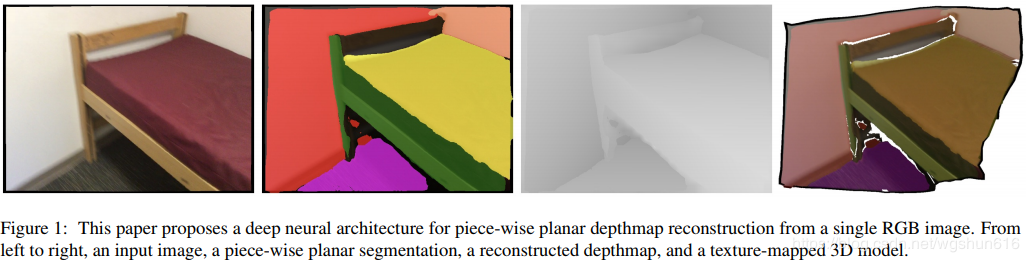 Figure 1: This paper proposes a deep neural architecture for piece-wise planar depthmap reconstruction from a single RGB image. From
left to right, an input image, a piece-wise planar segmentation, a reconstructed depthmap, and a texture-mapped 3D model.
https://blog.csdn.net/wgshun616